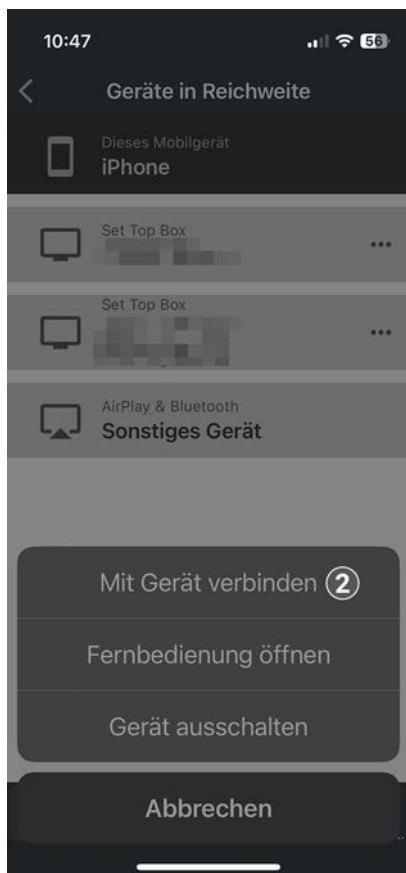 10:47
56
Geräte in Reichweite
Dieses Mobilgerät
iPhone
Set Top Box
Set Top Box
AirPlay & Bluetooth
Sonstiges Gerät
Mit Gerät verbinden 2
Fernbedienung öffnen
Gerät ausschalten
Abbrechen